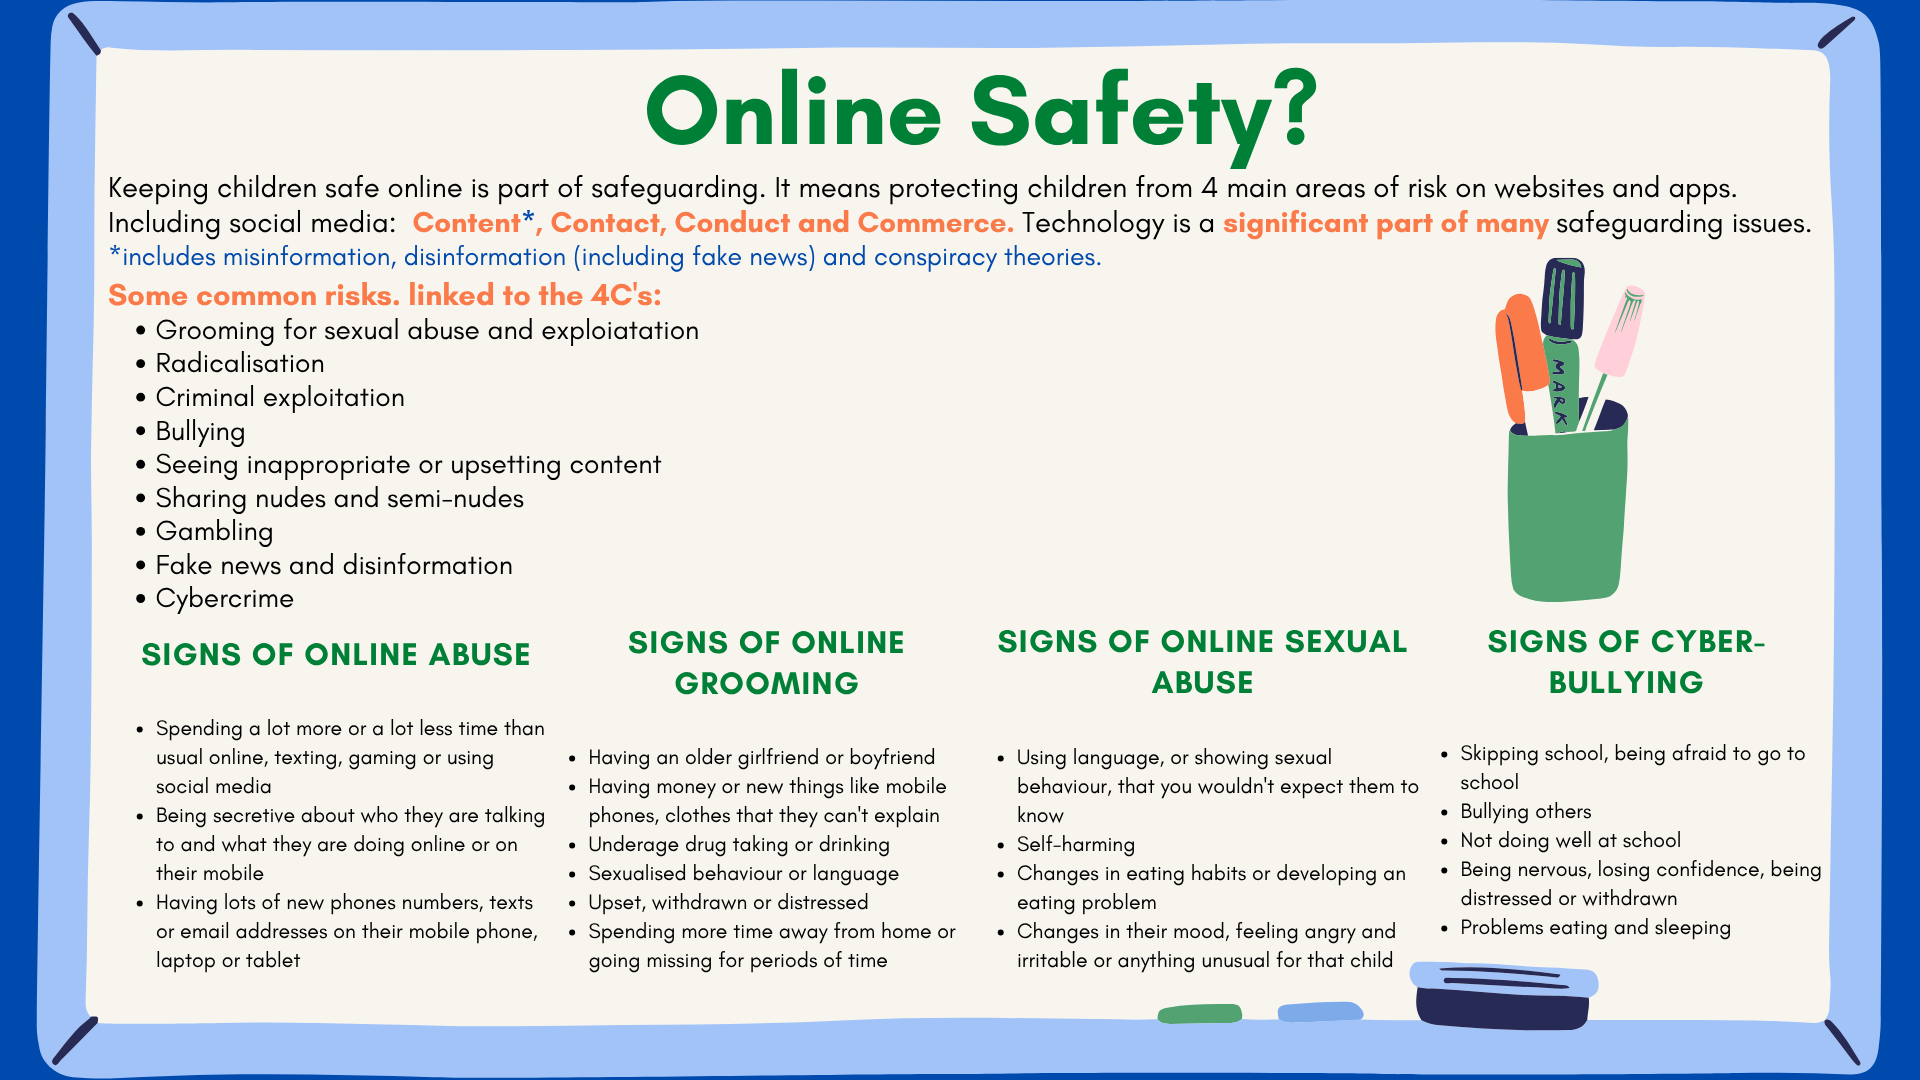 Online Safety?
Keeping children safe online is part of safeguarding. It means protecting children from 4 main areas of risk on websites and apps.
Including social media: Content*, Contact, Conduct and Commerce. Technology is a significant part of many safeguarding issues.
*includes misinformation, disinformation (including fake news) and conspiracy theories.
Some common risks. linked to the 4C's:
• Grooming for sexual abuse and exploiatation
• Radicalisation
• Criminal exploitation
• Bullying
• Seeing inappropriate or upsetting content
• Sharing nudes and semi-nudes
• Gambling
• Fake news and disinformation
• Cybercrime
MARK
SIGNS OF ONLINE ABUSE
• Spending a lot more or a lot less time than
usual online, texting, gaming or using
social media
• Being secretive about who they are talking
to and what they are doing online or on
their mobile
• Having lots of new phones numbers, texts
or email addresses on their mobile phone,
laptop or tablet
SIGNS OF ONLINE
GROOMING
• Having an older girlfriend or boyfriend
• Having money or new things like mobile
phones, clothes that they can't explain
• Underage drug taking or drinking
• Sexualised behaviour or language
• Upset, withdrawn or distressed
• Spending more time away from home or
going missing for periods of time
SIGNS OF ONLINE SEXUAL
ABUSE
• Using language, or showing sexual
behaviour, that you wouldn't expect them to
know
• Self-harming
• Changes in eating habits or developing an
eating problem
• Changes in their mood, feeling angry and
irritable or anything unusual for that child
SIGNS OF CYBER-
BULLYING
• Skipping school, being afraid to go to
school
• Bullying others
• Not doing well at school
• Being nervous, losing confidence, being
distressed or withdrawn
• Problems eating and sleeping